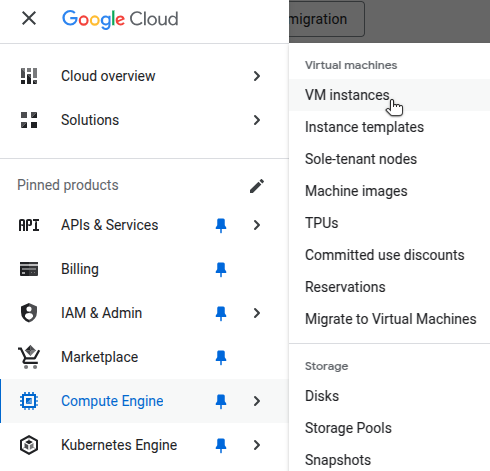 Google Cloud
Cloud overview
Solutions
Pinned products
API APIs & Services
Billing
IAM & Admin
Marketplace
Compute Engine
Kubernetes Engine
migration
Virtual machines
VM instances
Instance templates
Sole-tenant nodes
Machine images
TPUs
Committed use discounts
Reservations
Migrate to Virtual Machines
Storage
Disks
Storage Pools
Snapshots